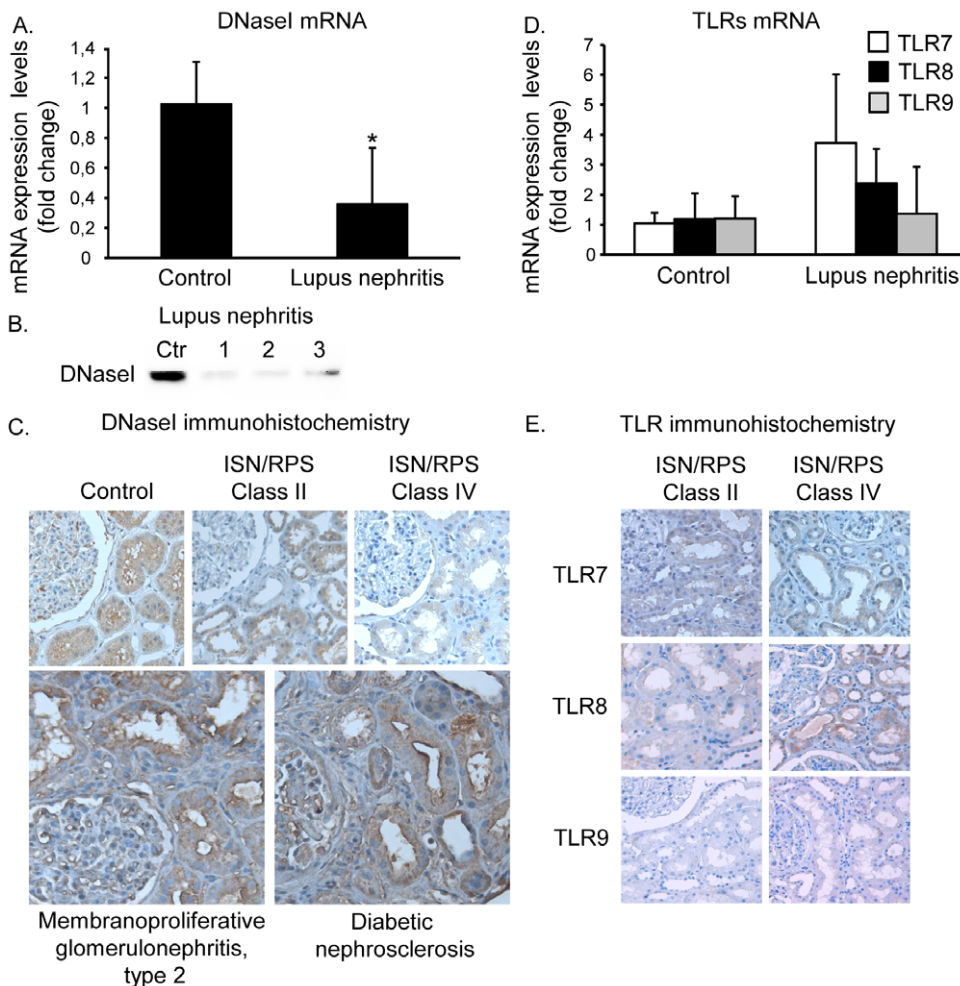 A.
DNaseI mRNA
mRNA expression levels
(fold change)
1,4
1,2
1
0,8
0,6
0,4
0,2
0
*
Control
Lupus nephritis
B.
Lupus nephritis
Ctr 1 2 3
DNaseI
C.
DNaseI immunohistochemistry
Control
ISN/RPS
Class II
ISN/RPS
Class IV
Membranoproliferative
glomerulonephritis,
type 2
Diabetic
nephrosclerosis
D.
TLRs mRNA
mRNA expression levels
(fold change)
7
6
5
4
3
2
1
0
TLR7
TLR8
TLR9
Control
Lupus nephritis
E.
TLR immunohistochemistry
ISN/RPS
Class II
ISN/RPS
Class IV
TLR7
TLR8
TLR9